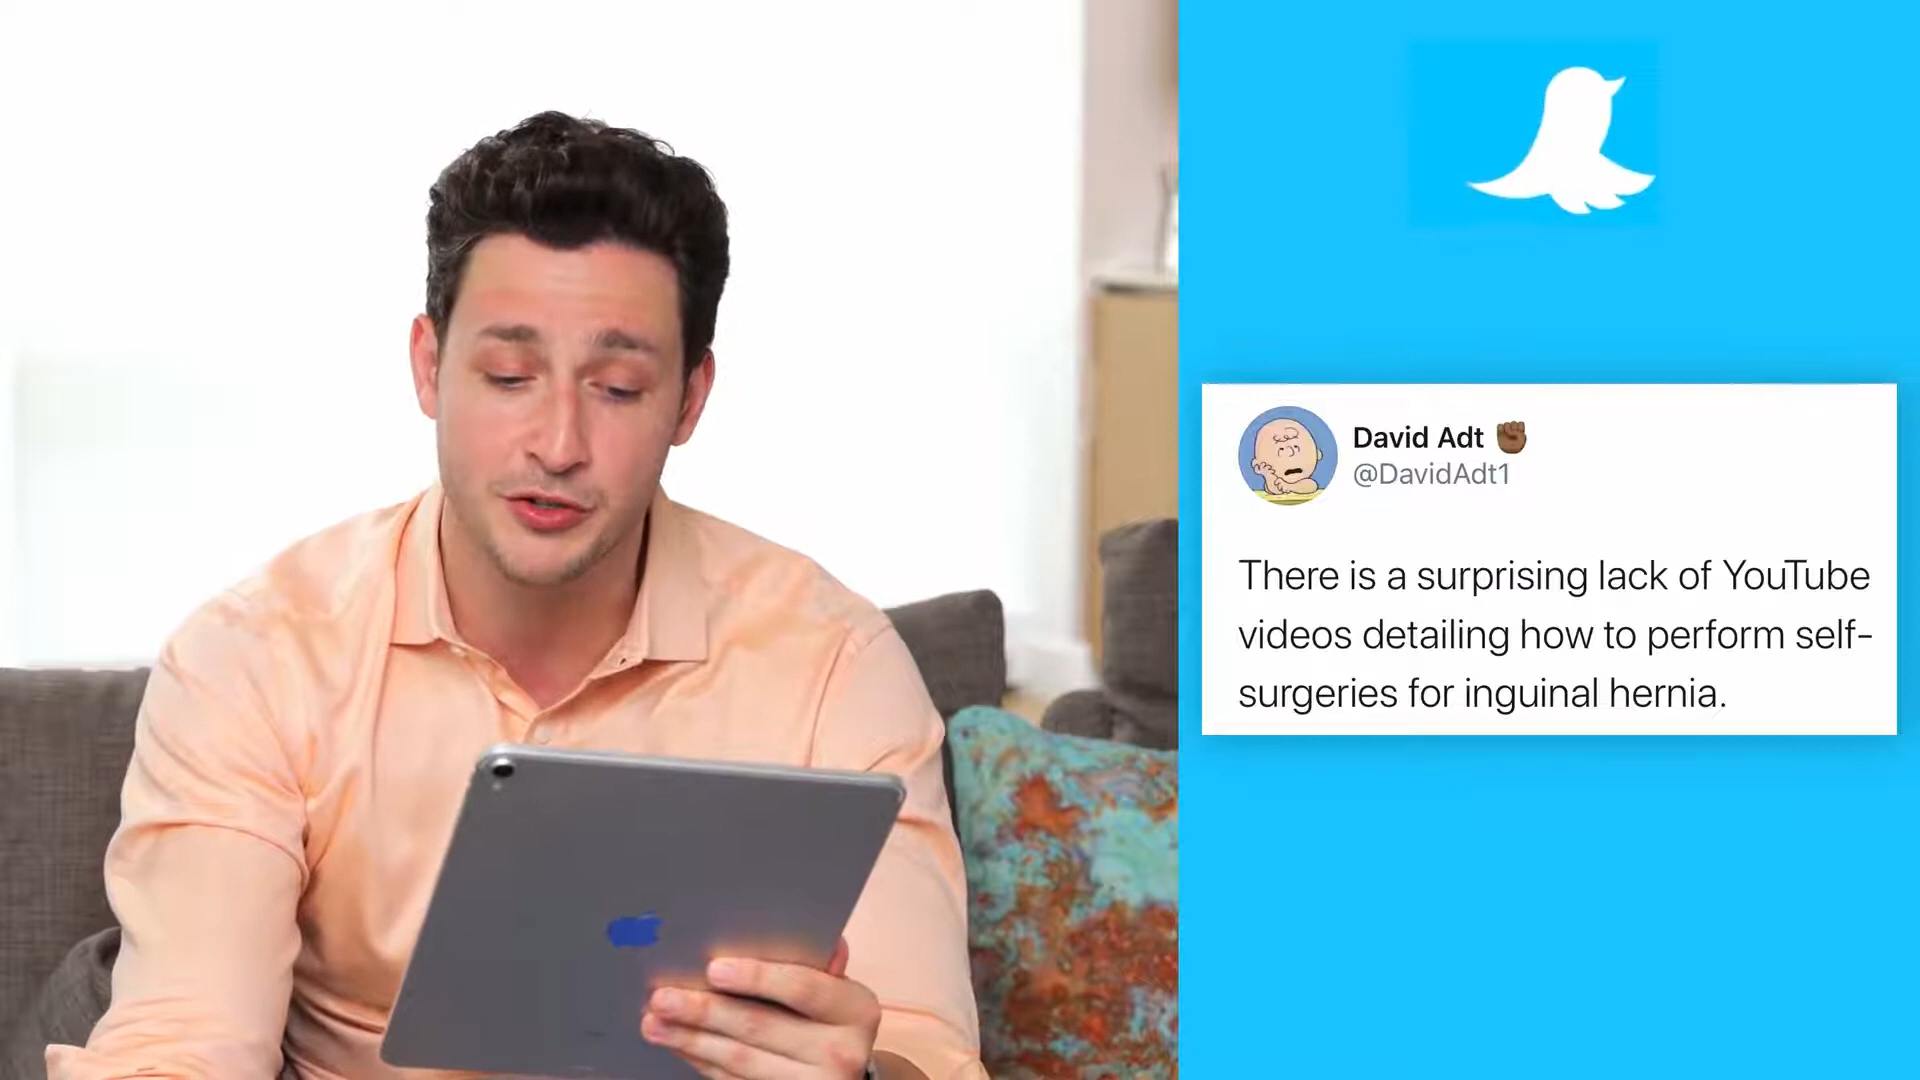 David Adt ✊🏾
@DavidAdt1
There is a surprising lack of YouTube
videos detailing how to perform self-
surgeries for inguinal hernia.